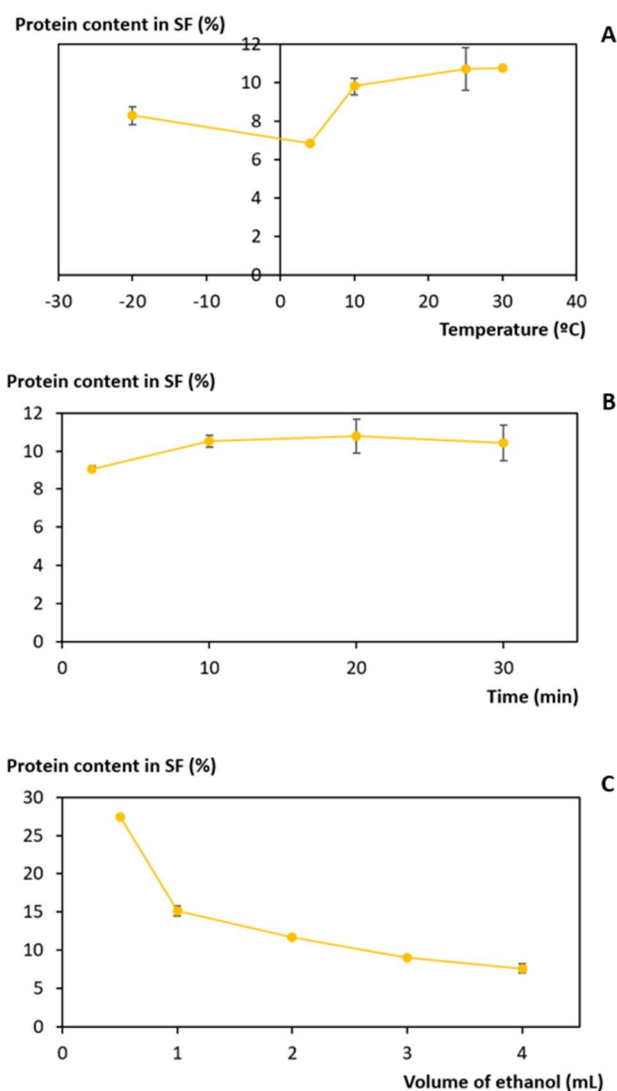 Protein content in SF (%)
A
12
10
8
6
4
2
0
-30 -20 -10 0 10 20 30 40
Temperature (ºC)
Protein content in SF (%)
B
12
10
8
6
4
2
0
0 10 20 30
Time (min)
Protein content in SF (%)
C
30
25
20
15
10
5
0
0 1 2 3 4
Volume of ethanol (mL)